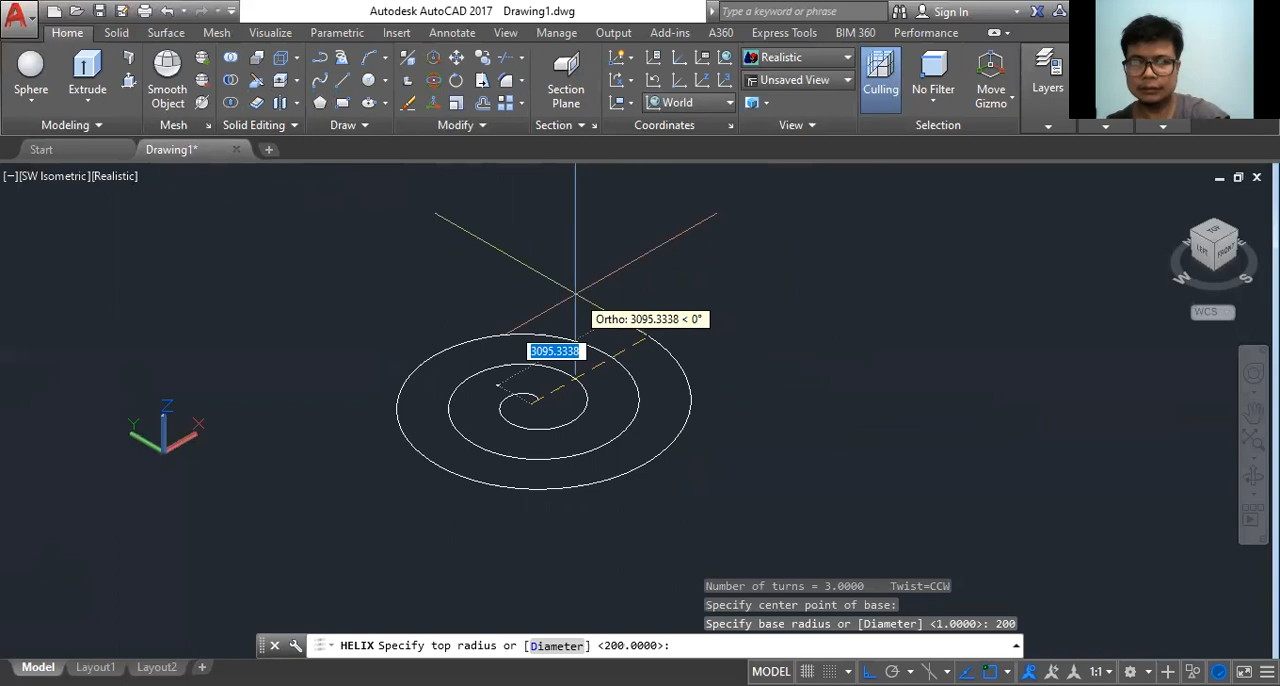 Autodesk AutoCAD 2017 Drawing1.dwg
Type a keyword or phrase
Sign In
Home Solid Surface Mesh Visualize Parametric Insert Annotate View Manage Output Add-ins A360 Express Tools BIM 360 Performance
Sphere
Extrude
Smooth
Object
Section
Plane
Realistic
Unsaved View
World
Culling
No Filter
Move
Gizmo
Layers
Modeling
Mesh
Solid Editing
Draw
Modify
Section
Coordinates
View
Selection
Start
Drawing1*
[−][SW Isometric][Realistic]
TOP
LEFT
FRONT
W
S
WCS
Ortho: 3095.3338 < 0°
3095.3338
Z
Y
X
Number of turns = 3.0000 Twist=CCW
Specify center point of base:
Specify base radius or [Diameter] <1.0000>: 200
HELIX Specify top radius or [Diameter] <200.0000>:
Model
Layout1
Layout2
MODEL
1:1